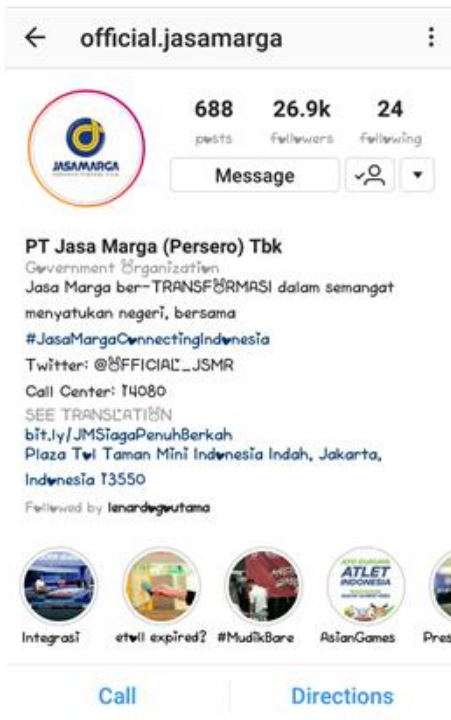 official.jasamarga
688 26.9k 24
posts followers following
JASAMARGA
Message
PT Jasa Marga (Persero) Tbk
Government Organization
Jasa Marga ber-TRANSFORMASI dalam semangat
menyatukan negeri, bersama
#JasaMargaConnectingIndonesia
Twitter: @OFFICIAL_JSMR
Call Center: 14080
SEE TRANSLATION
bit.ly/JMSiagaPenuhBerkah
Plaza Tol Taman Mini Indonesia Indah, Jakarta,
Indonesia 13550
Followed by lenardogoutama
ATLET
INDONESIA
Integrasi etoll expired? #MudikBare AsianGames Pres
Call Directions